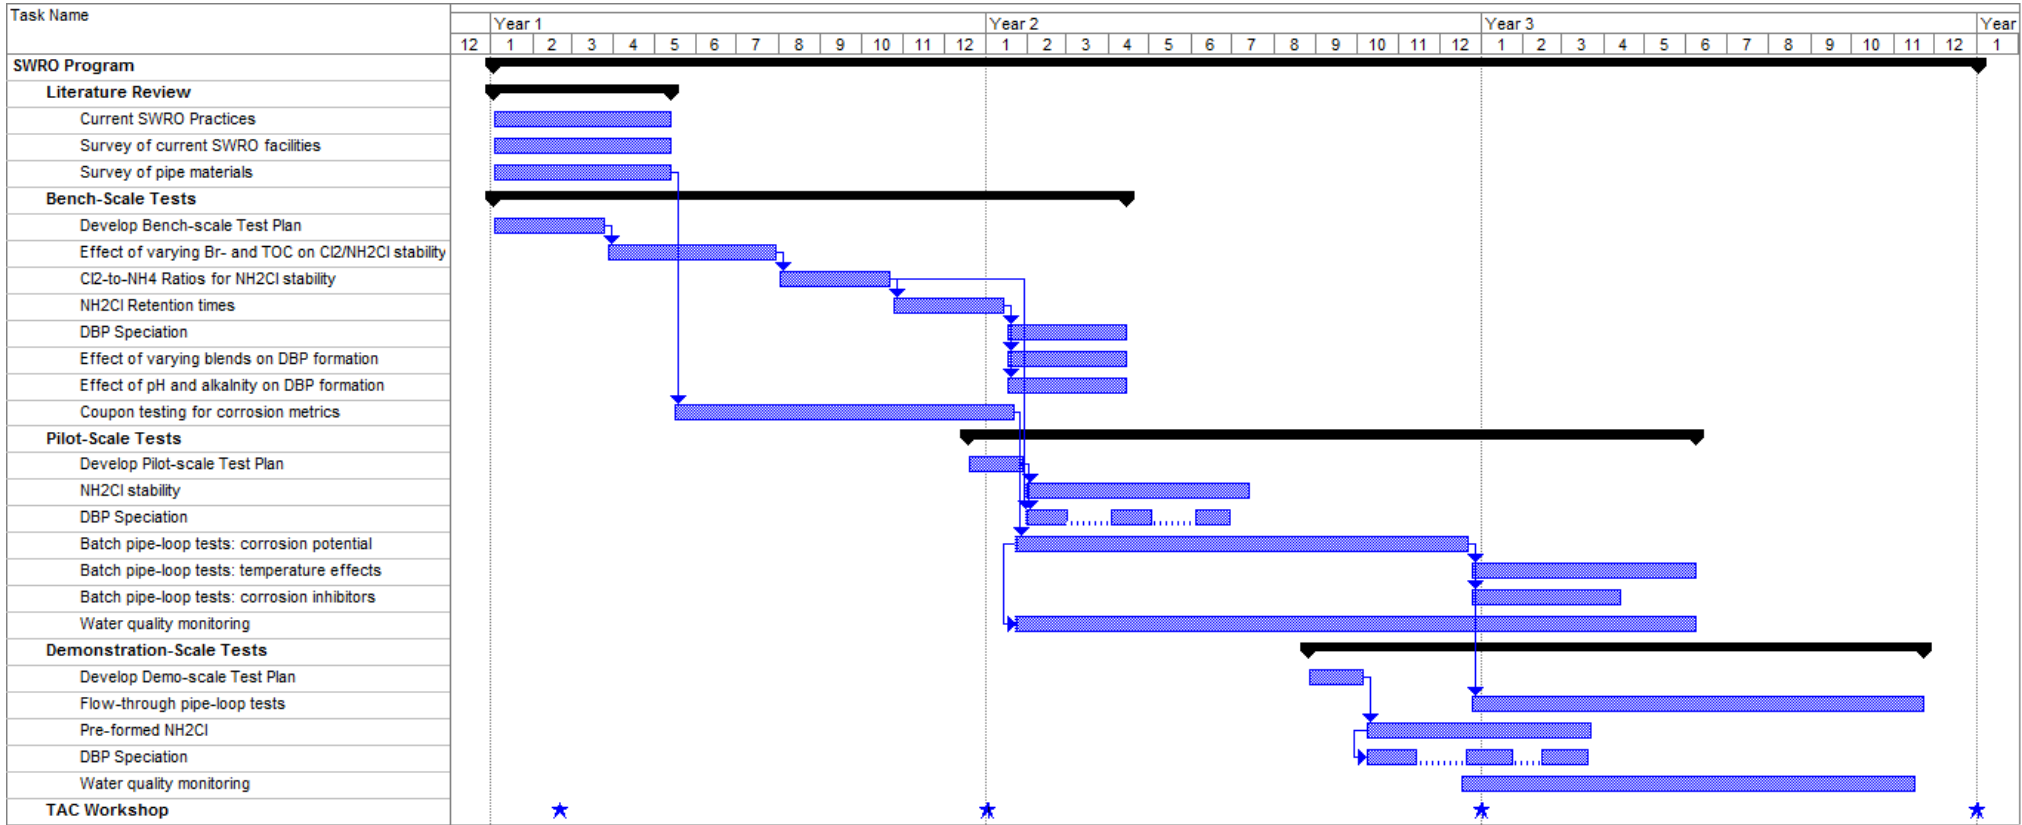 Task Name
Year 1 Year 2 Year 3 Year
12 1 2 3 4 5 6 7 8 9 10 11 12 1 2 3 4 5 6 7 8 9 10 11 12 1 2 3 4 5 6 7 8 9 10 11 12 1
SWRO Program
Literature Review
Current SWRO Practices
Survey of current SWRO facilities
Survey of pipe materials
Bench-Scale Tests
Develop Bench-scale Test Plan
Effect of varying Br- and TOC on Cl2/NH2Cl stability
Cl2-to-NH4 Ratios for NH2Cl stability
NH2Cl Retention times
DBP Speciation
Effect of varying blends on DBP formation
Effect of pH and alkalnity on DBP formation
Coupon testing for corrosion metrics
Pilot-Scale Tests
Develop Pilot-scale Test Plan
NH2Cl stability
DBP Speciation
Batch pipe-loop tests: corrosion potential
Batch pipe-loop tests: temperature effects
Batch pipe-loop tests: corrosion inhibitors
Water quality monitoring
Demonstration-Scale Tests
Develop Demo-scale Test Plan
Flow-through pipe-loop tests
Pre-formed NH2Cl
DBP Speciation
Water quality monitoring
TAC Workshop